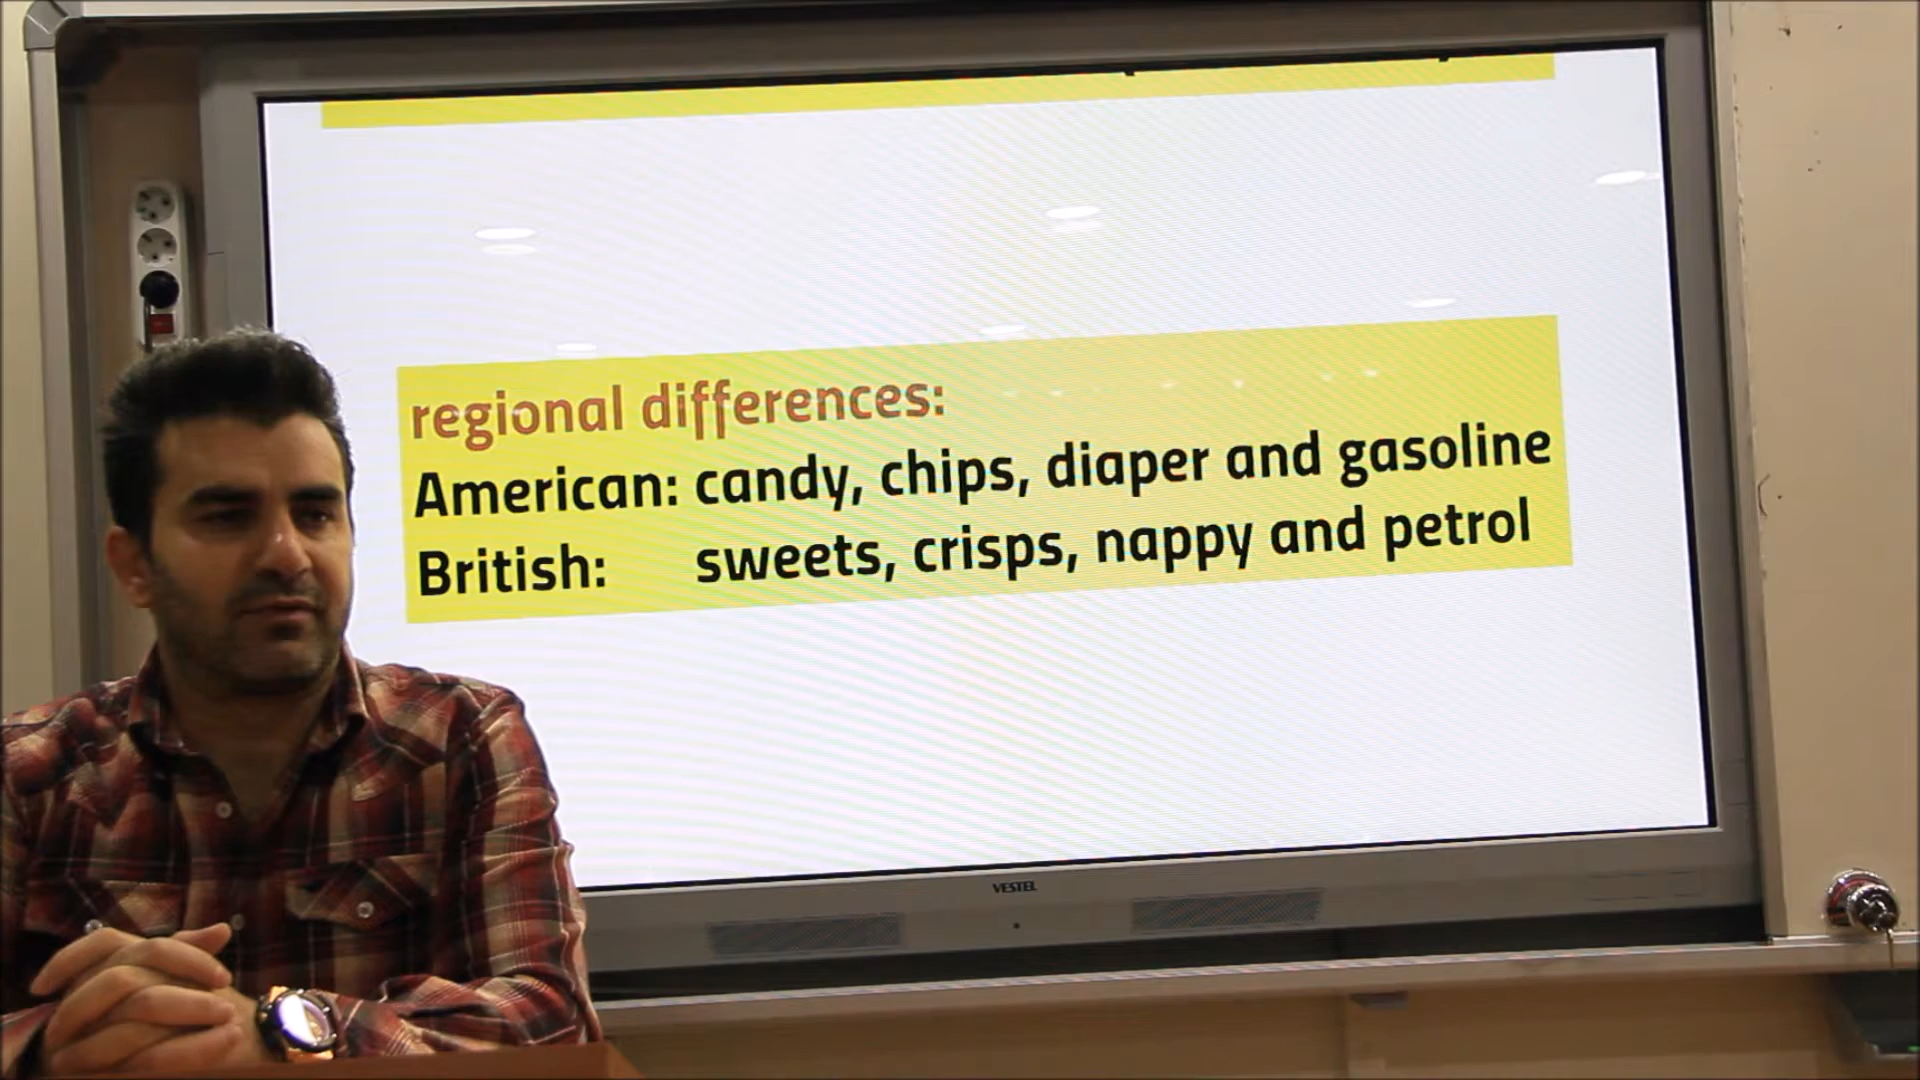 regional differences:
American: candy, chips, diaper and gasoline
British: sweets, crisps, nappy and petrol
VESTEL